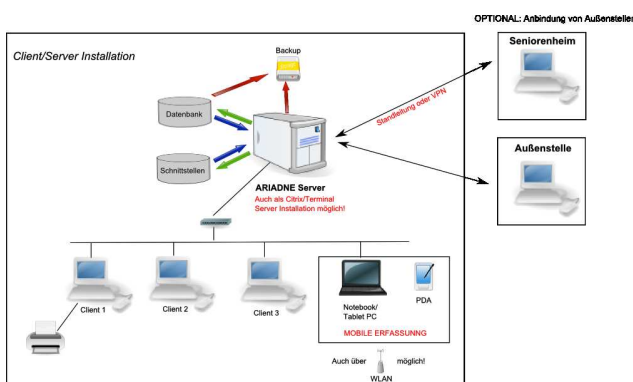 OPTIONAL: Anbindung von Außenstellen
Client/Server Installation
Backup
Seniorenheim
Datenbank
Standleitung oder VPN
Außenstelle
Schnittstellen
ARIADNE Server
Auch als Citrix/Terminal
Server Installation möglich!
Client 1
Client 2
Client 3
Notebook/
Tablet PC
PDA
MOBILE ERFASSUNNG
Auch über
möglich!
WLAN